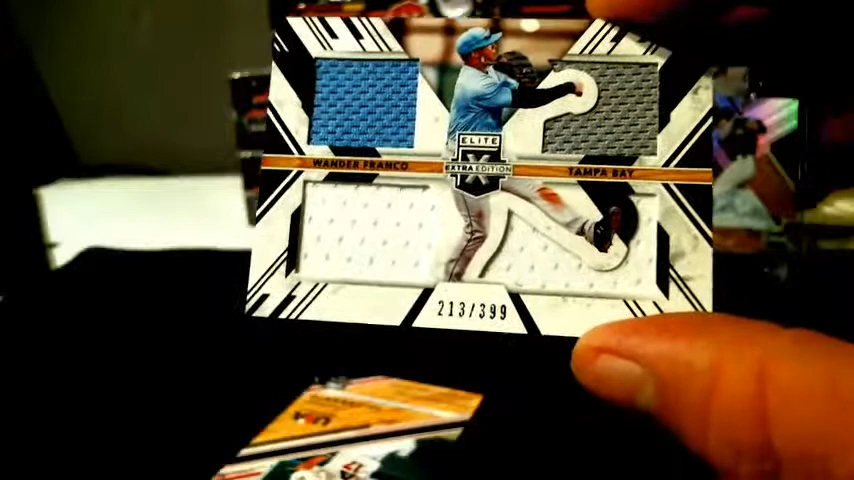 ELITE
X
EXTRA EDITION
WANDER FRANCO
TAMPA BAY
213/399